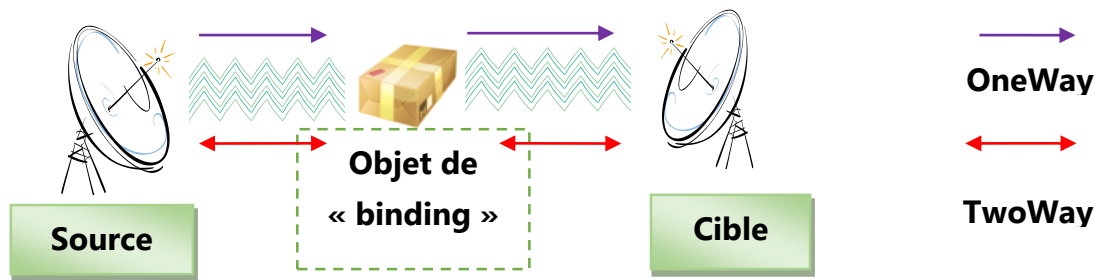 OneWay
Objet de
« binding »
Source
Cible
TwoWay